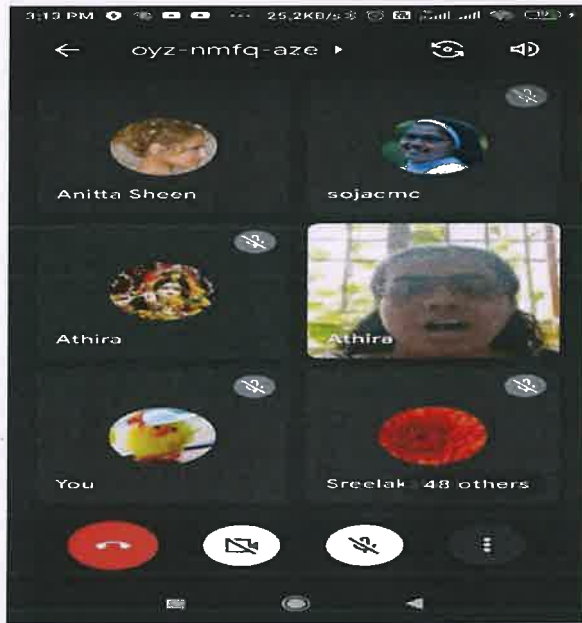 3:13 PM ... 25.2KB/s
oyz-nmfq-aze
Anitta Sheen
sojacmc
Athira
Athira
You
Sreelak 48 others